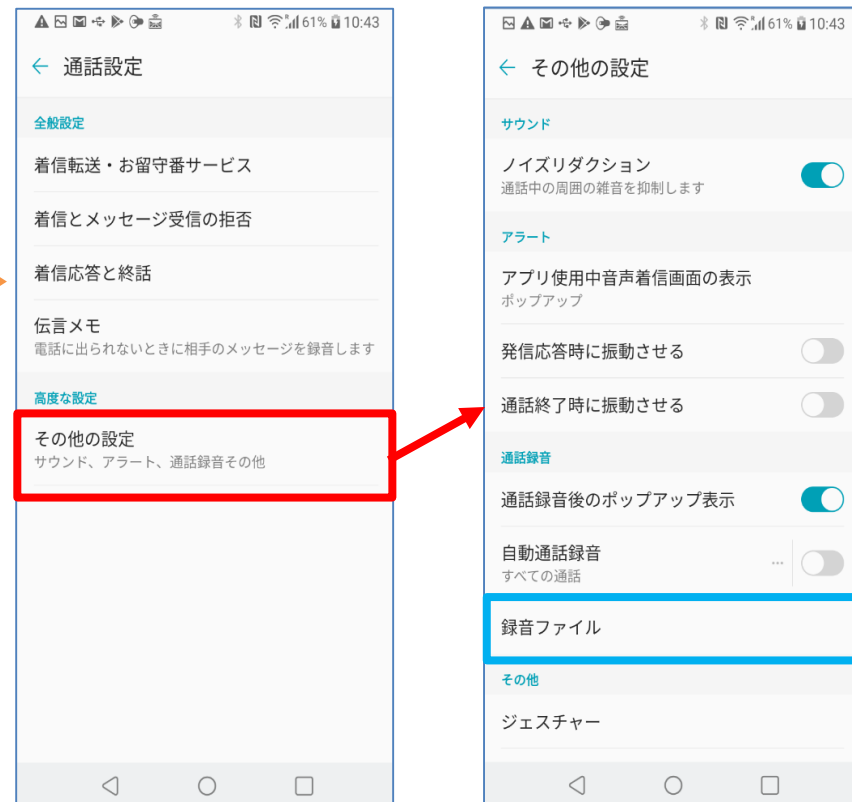 61% 10:43
← 通話設定
全般設定
着信転送・お留守番サービス
着信とメッセージ受信の拒否
着信応答と終話
伝言メモ
電話に出られないときに相手のメッセージを録音します
高度な設定
その他の設定
サウンド、アラート、通話録音その他
61% 10:43
← その他の設定
サウンド
ノイズリダクション
通話中の周囲の雑音を抑制します
アラート
アプリ使用中音声着信画面の表示
ポップアップ
発信応答時に振動させる
通話終了時に振動させる
通話録音
通話録音後のポップアップ表示
自動通話録音
すべての通話
録音ファイル
その他
ジェスチャー